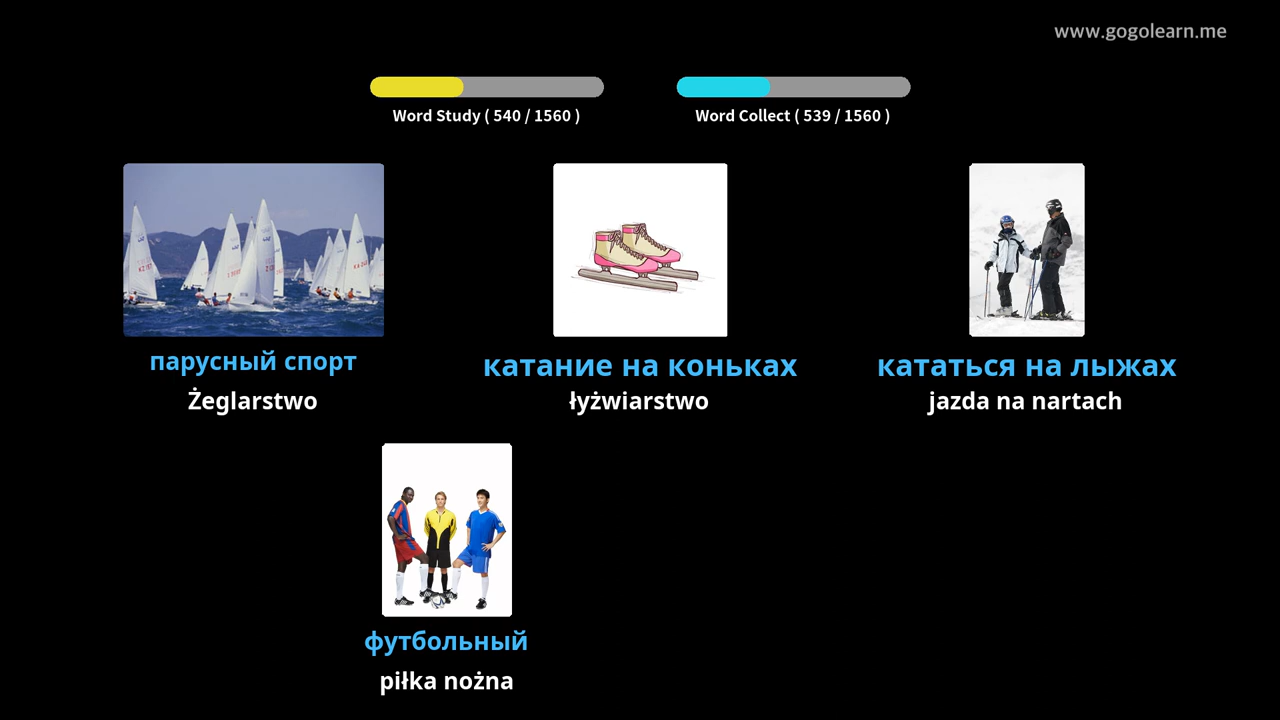 www.gogolearn.me
Word Study ( 540 / 1560 )
Word Collect ( 539 / 1560 )
парусный спорт
Żeglarstwo
катание на коньках
łyżwiarstwo
кататься на лыжах
jazda na nartach
футбольный
piłka nożna